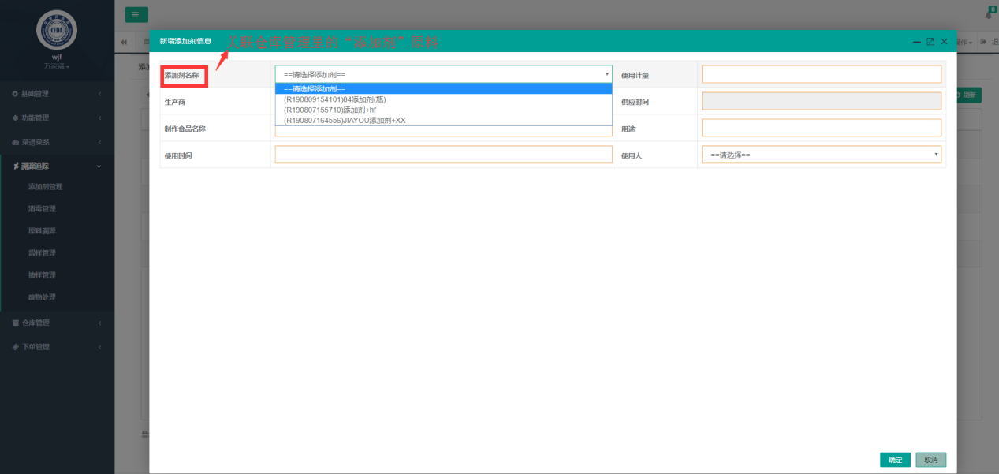 CFDA
wjf
万家福
基础管理
功能管理
菜谱菜系
溯源追踪
添加剂管理
消毒管理
原料溯源
留样管理
抽样管理
废物处理
仓库管理
下单管理
0
新增添加剂信息
关联仓库管理里的“添加剂”原料
添加剂名称
==请选择添加剂==
==请选择添加剂==
(R190809154101)84添加剂(瓶)
(R190807155710)添加剂+hf
(R190807164556)JIAYOU添加剂+XX
使用计量
生产商
供应时间
制作食品名称
用途
使用时间
使用人
==请选择==
刷新
确定
取消